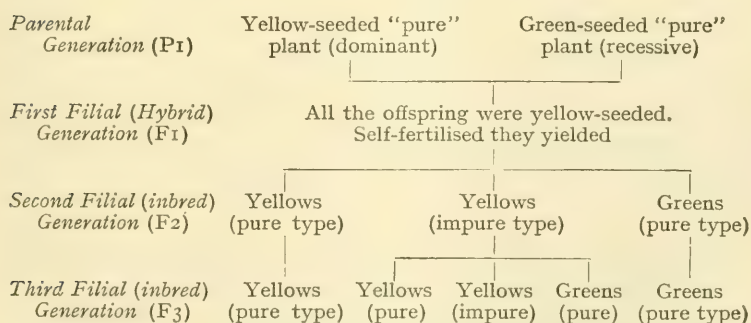 Parental Yellow-seeded “pure” Green-seeded “pure”
Generation (P1) plant (dominant) plant (recessive)
First Filial (Hybrid) All the offspring were yellow-seeded.
Generation (F1) Self-fertilised they yielded
Second Filial (inbred) Yellows Yellows Greens
Generation (F2) (pure type) (impure type) (pure type)
Third Filial (inbred) Yellows Yellows Yellows Greens Greens
Generation (F3) (pure type) (pure) (impure) (pure) (pure type)